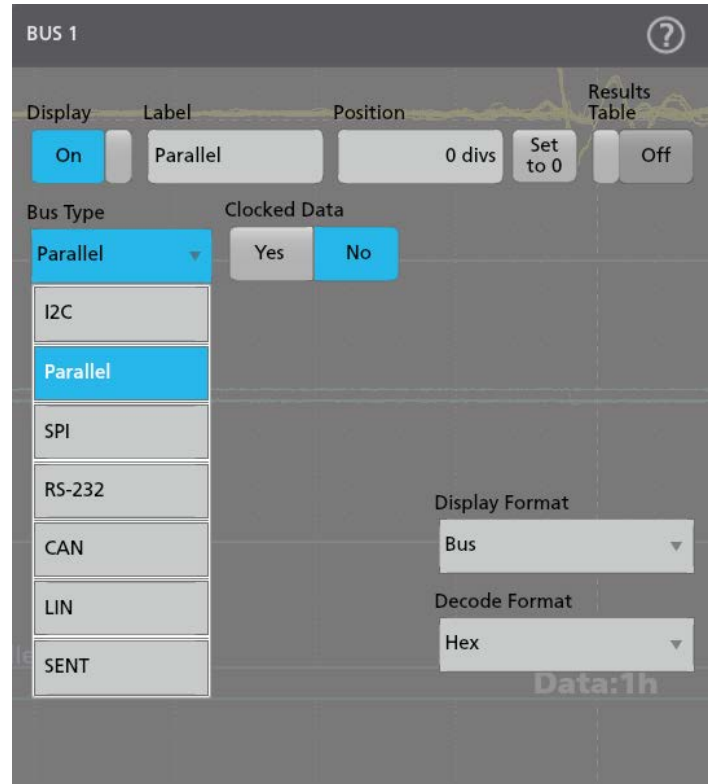 BUS 1
?
Display
Label
Position
Results
Table
On
Parallel
0 divs
Set
to 0
Off
Bus Type
Clocked Data
Parallel
Yes
No
I2C
Parallel
SPI
RS-232
CAN
LIN
SENT
Display Format
Bus
Decode Format
Hex
Data:1h